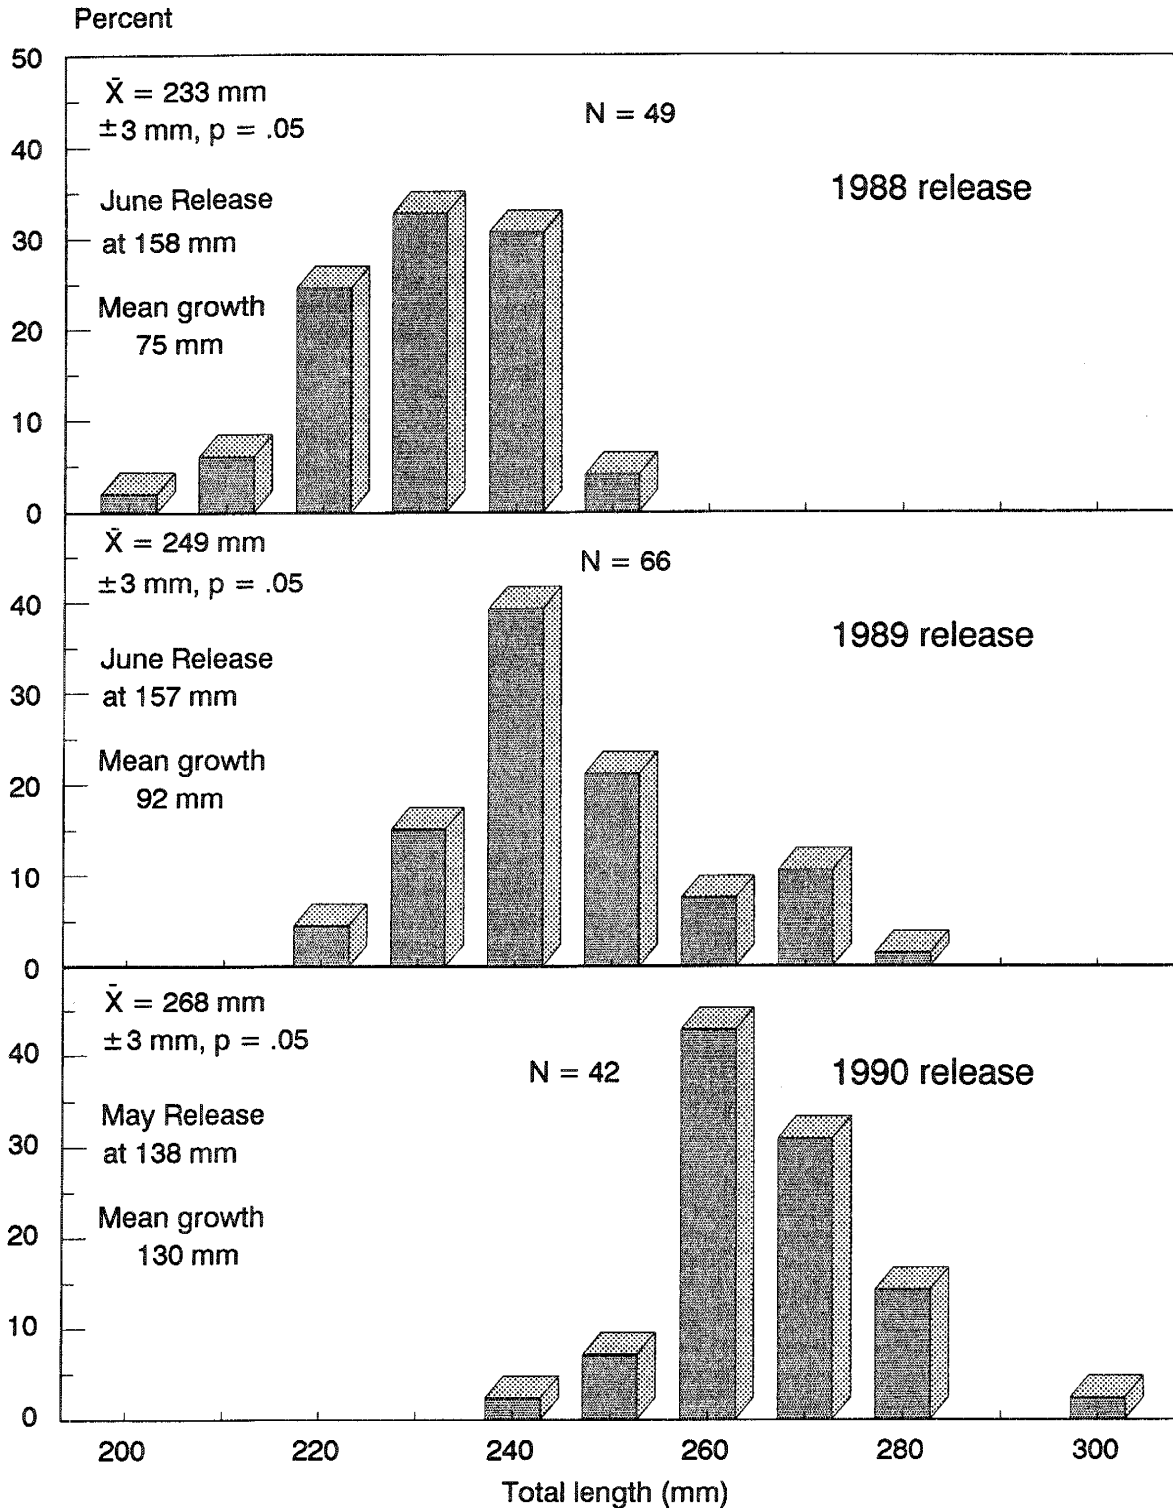 Percent
50
X̄ = 233 mm
±3 mm, p = .05
N = 49
40
June Release
at 158 mm
1988 release
30
Mean growth
75 mm
20
10
0
X̄ = 249 mm
±3 mm, p = .05
N = 66
40
1989 release
June Release
at 157 mm
30
Mean growth
92 mm
20
10
0
X̄ = 268 mm
±3 mm, p = .05
40
N = 42
1990 release
May Release
at 138 mm
30
Mean growth
130 mm
20
10
0
200 220 240 260 280 300
Total length (mm)